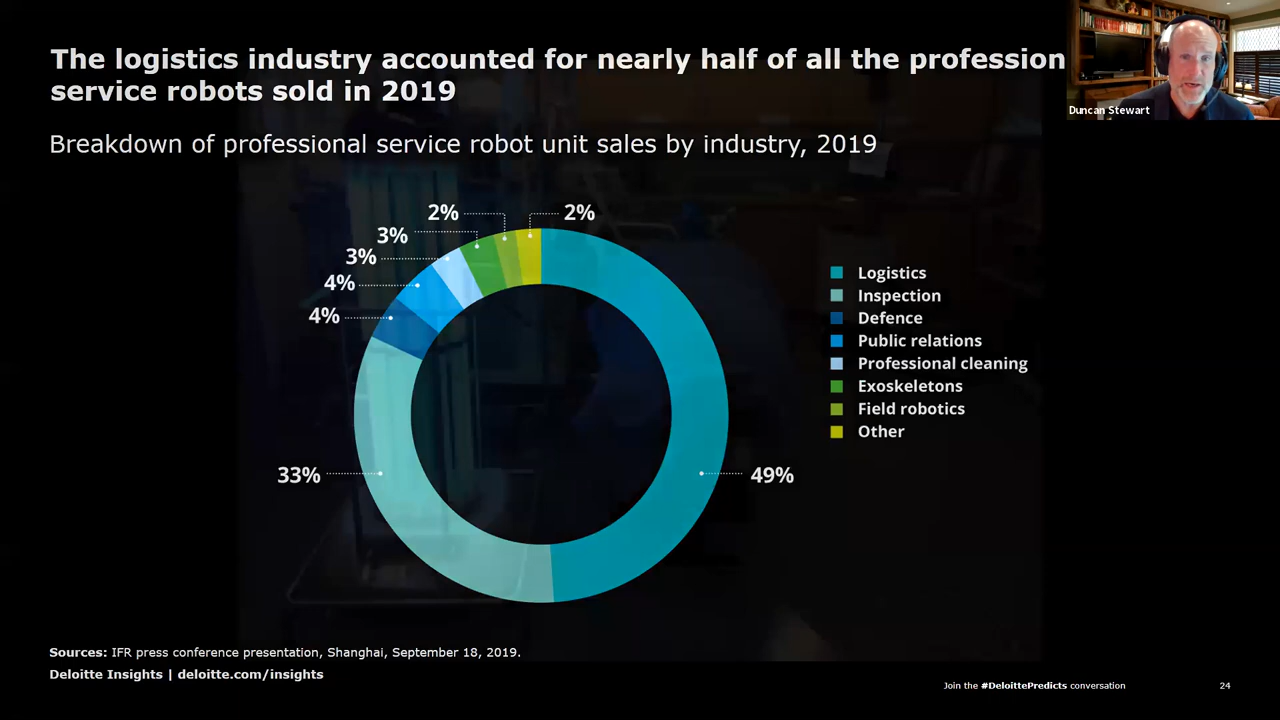 The logistics industry accounted for nearly half of all the profession
service robots sold in 2019
Duncan Stewart
Breakdown of professional service robot unit sales by industry, 2019
2%
2%
3%
3%
4%
4%
33%
49%
Logistics
Inspection
Defence
Public relations
Professional cleaning
Exoskeletons
Field robotics
Other
Sources: IFR press conference presentation, Shanghai, September 18, 2019.
Deloitte Insights | deloitte.com/insights
Join the #DeloittePredicts conversation
24